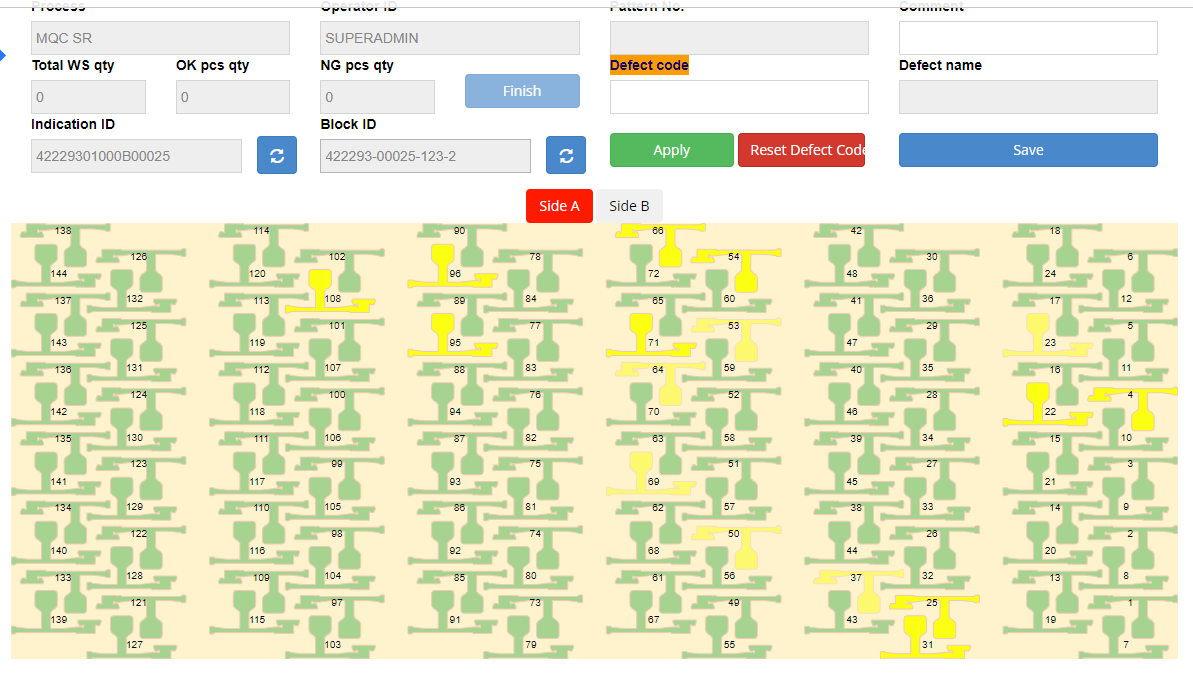 Process Operator ID Pattern No. Comment
MQC SR SUPERADMIN
Total WS qty OK pcs qty NG pcs qty Defect code Defect name
0 0 0 Finish
Indication ID Block ID
42229301000B00025 422293-00025-123-2 Apply Reset Defect Code Save
Side A Side B
138 114 90 66 42 18
126 102 78 54 30 6
144 120 96 72 48 24
132 108 84 60 36 12
137 113 89 65 41 17
125 101 77 53 29 5
143 119 95 71 47 23
131 107 83 59 35 11
136 112 88 64 40 16
124 100 76 52 28 4
142 118 94 70 46 22
130 106 82 58 34 10
135 111 87 63 39 15
123 99 75 51 27 3
141 117 93 69 45 21
129 105 81 57 33 9
134 110 86 62 38 14
122 98 74 50 26 2
140 116 92 68 44 20
128 104 80 56 32 8
133 109 85 61 37 13
121 97 73 49 25 1
139 115 91 67 43 19
127 103 79 55 31 7